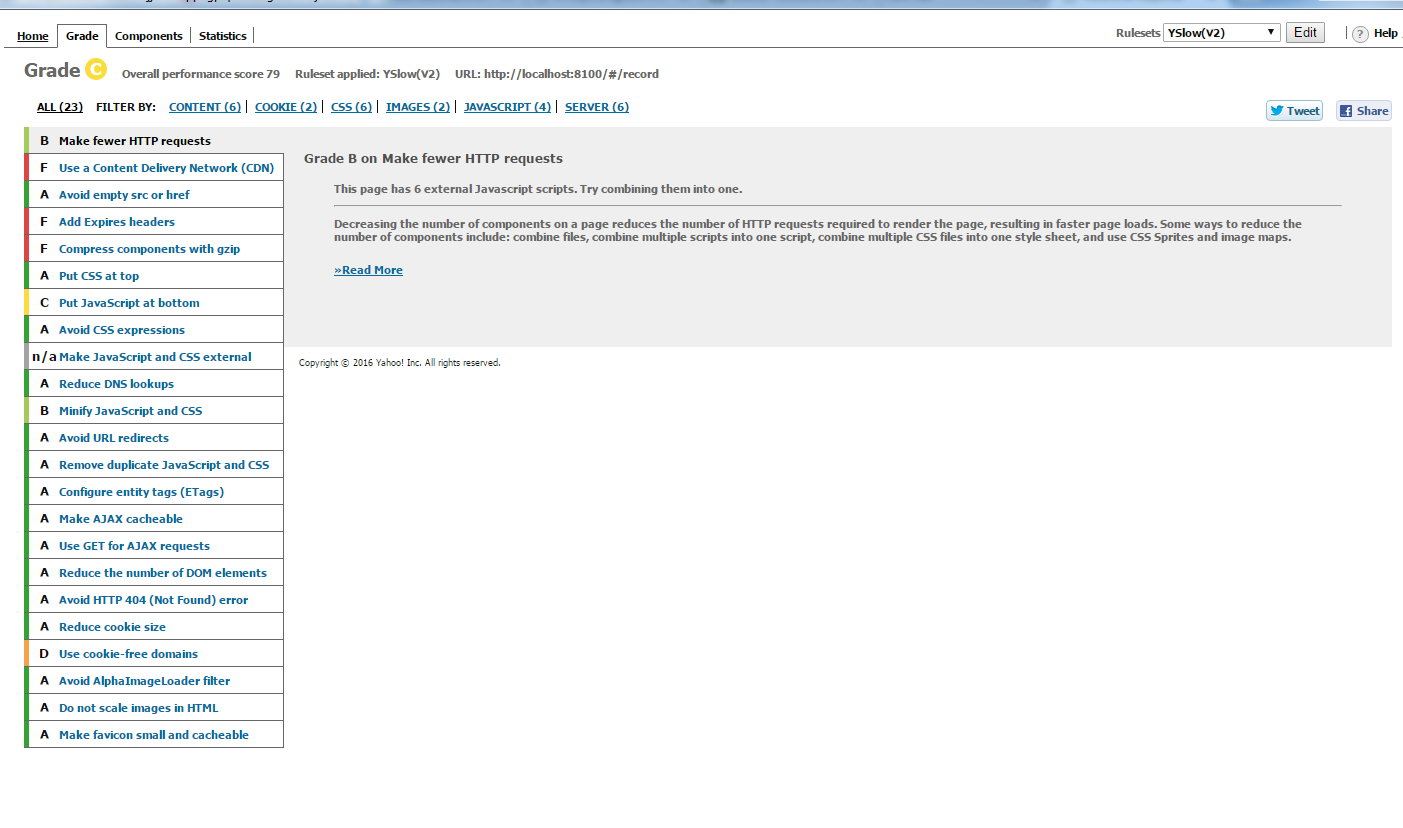 Home Grade Components Statistics Rulesets YSlow(V2) Edit ? Help
Grade C Overall performance score 79 Ruleset applied: YSlow(V2) URL: http://localhost:8100/#/record
ALL (23) FILTER BY: CONTENT (6) COOKIE (2) CSS (6) IMAGES (2) JAVASCRIPT (4) SERVER (6)
Tweet Share
B Make fewer HTTP requests
F Use a Content Delivery Network (CDN)
A Avoid empty src or href
F Add Expires headers
F Compress components with gzip
A Put CSS at top
C Put JavaScript at bottom
A Avoid CSS expressions
n/a Make JavaScript and CSS external
A Reduce DNS lookups
B Minify JavaScript and CSS
A Avoid URL redirects
A Remove duplicate JavaScript and CSS
A Configure entity tags (ETags)
A Make AJAX cacheable
A Use GET for AJAX requests
A Reduce the number of DOM elements
A Avoid HTTP 404 (Not Found) error
A Reduce cookie size
D Use cookie-free domains
A Avoid AlphaImageLoader filter
A Do not scale images in HTML
A Make favicon small and cacheable
Grade B on Make fewer HTTP requests
This page has 6 external Javascript scripts. Try combining them into one.
Decreasing the number of components on a page reduces the number of HTTP requests required to render the page, resulting in faster page loads. Some ways to reduce the
number of components include: combine files, combine multiple scripts into one script, combine multiple CSS files into one style sheet, and use CSS Sprites and image maps.
»Read More
Copyright © 2016 Yahoo! Inc. All rights reserved.